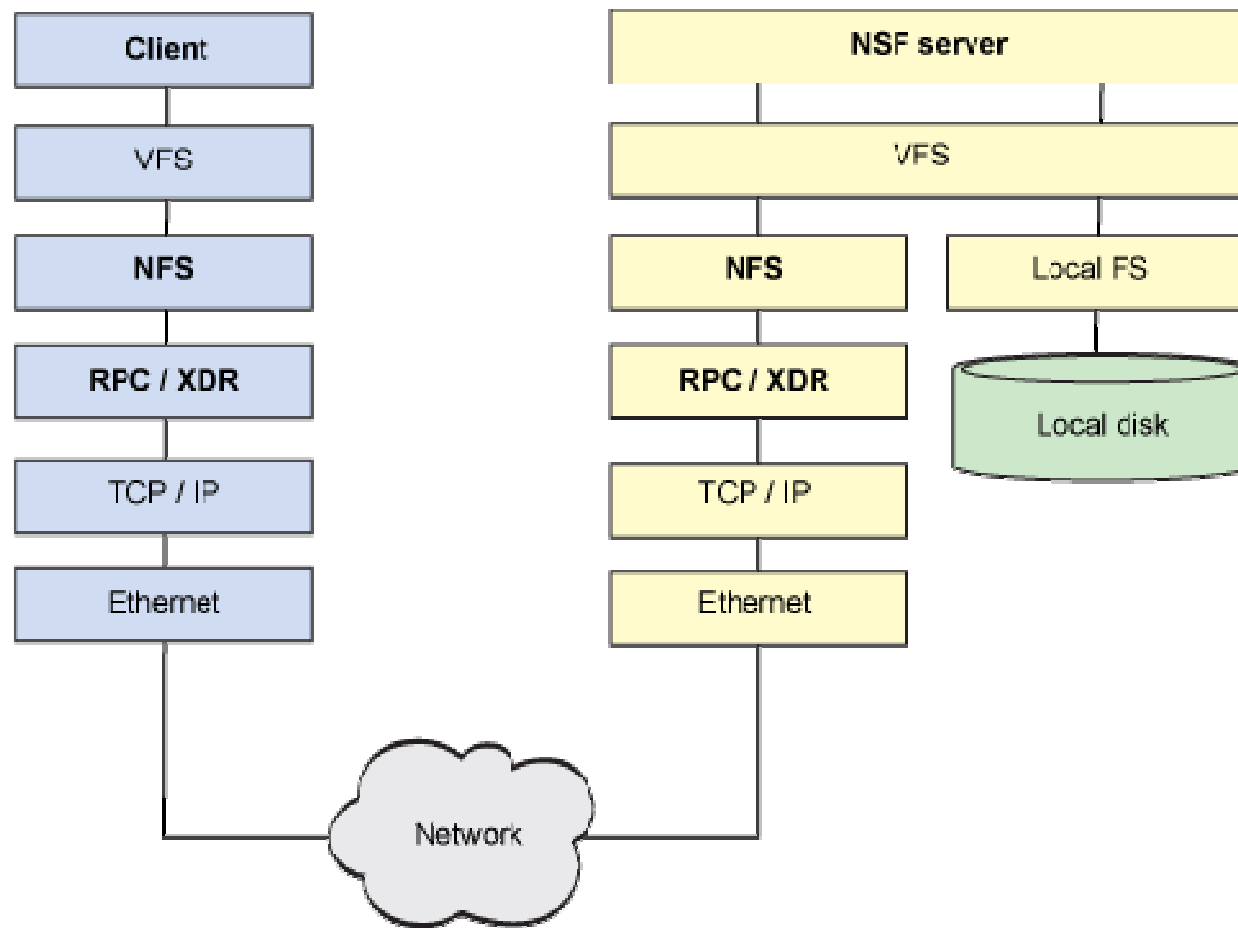 Client
VFS
NFS
RPC / XDR
TCP / IP
Ethernet
NSF server
VFS
NFS
Local FS
RPC / XDR
Local disk
TCP / IP
Ethernet
Network